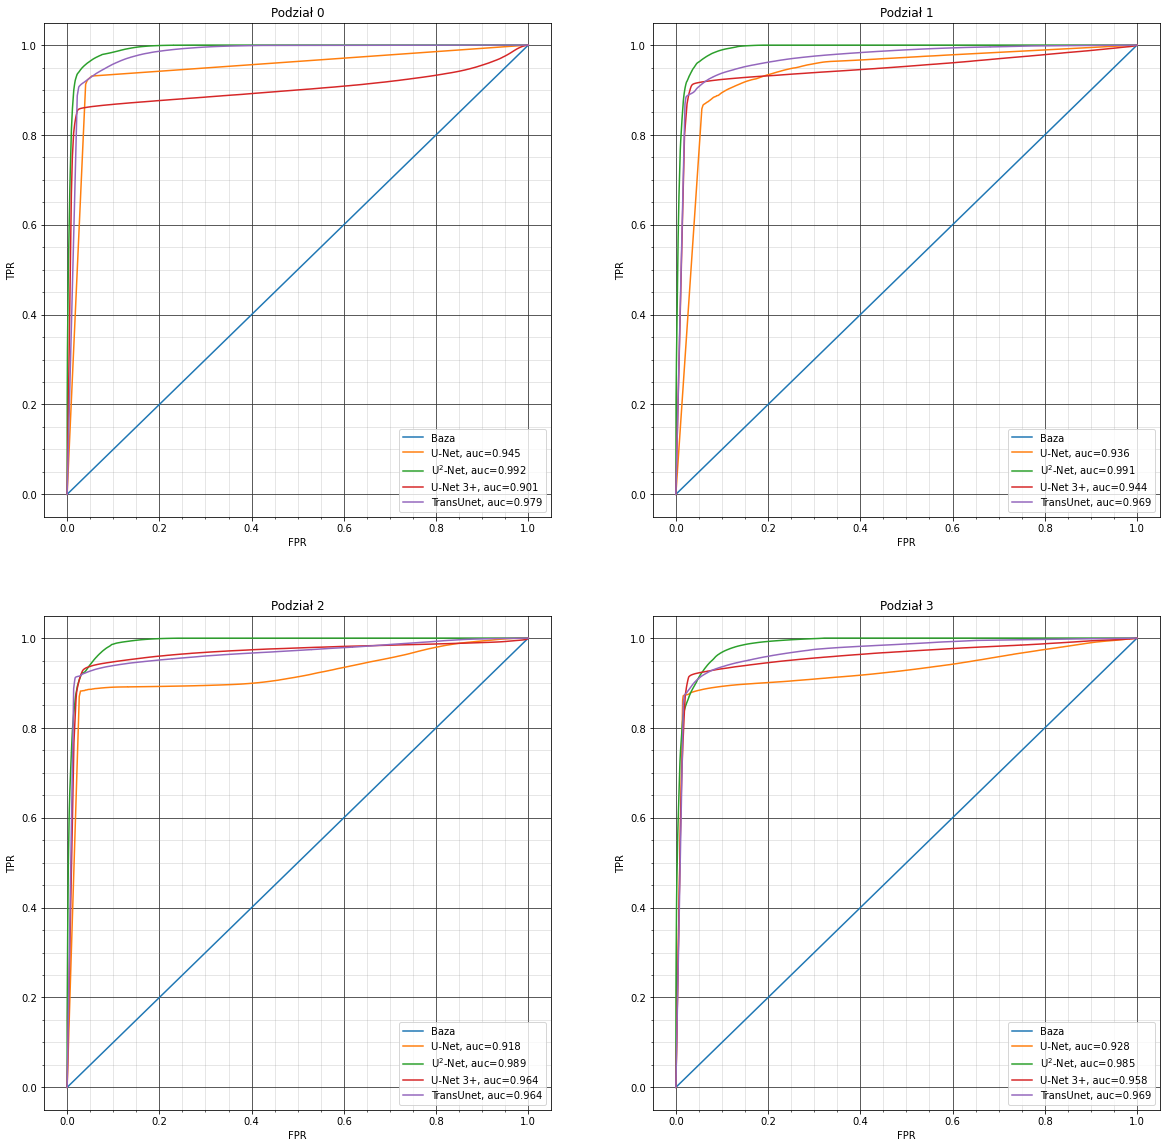 Podział 0
1.0
0.8
0.6
0.4
0.2
0.0
TPR
0.0 0.2 0.4 0.6 0.8 1.0
FPR
Baza
U-Net, auc=0.945
U²-Net, auc=0.992
U-Net 3+, auc=0.901
TransUnet, auc=0.979
Podział 1
1.0
0.8
0.6
0.4
0.2
0.0
TPR
0.0 0.2 0.4 0.6 0.8 1.0
FPR
Baza
U-Net, auc=0.936
U²-Net, auc=0.991
U-Net 3+, auc=0.944
TransUnet, auc=0.969
Podział 2
1.0
0.8
0.6
0.4
0.2
0.0
TPR
0.0 0.2 0.4 0.6 0.8 1.0
FPR
Baza
U-Net, auc=0.918
U²-Net, auc=0.989
U-Net 3+, auc=0.964
TransUnet, auc=0.964
Podział 3
1.0
0.8
0.6
0.4
0.2
0.0
TPR
0.0 0.2 0.4 0.6 0.8 1.0
FPR
Baza
U-Net, auc=0.928
U²-Net, auc=0.985
U-Net 3+, auc=0.958
TransUnet, auc=0.969